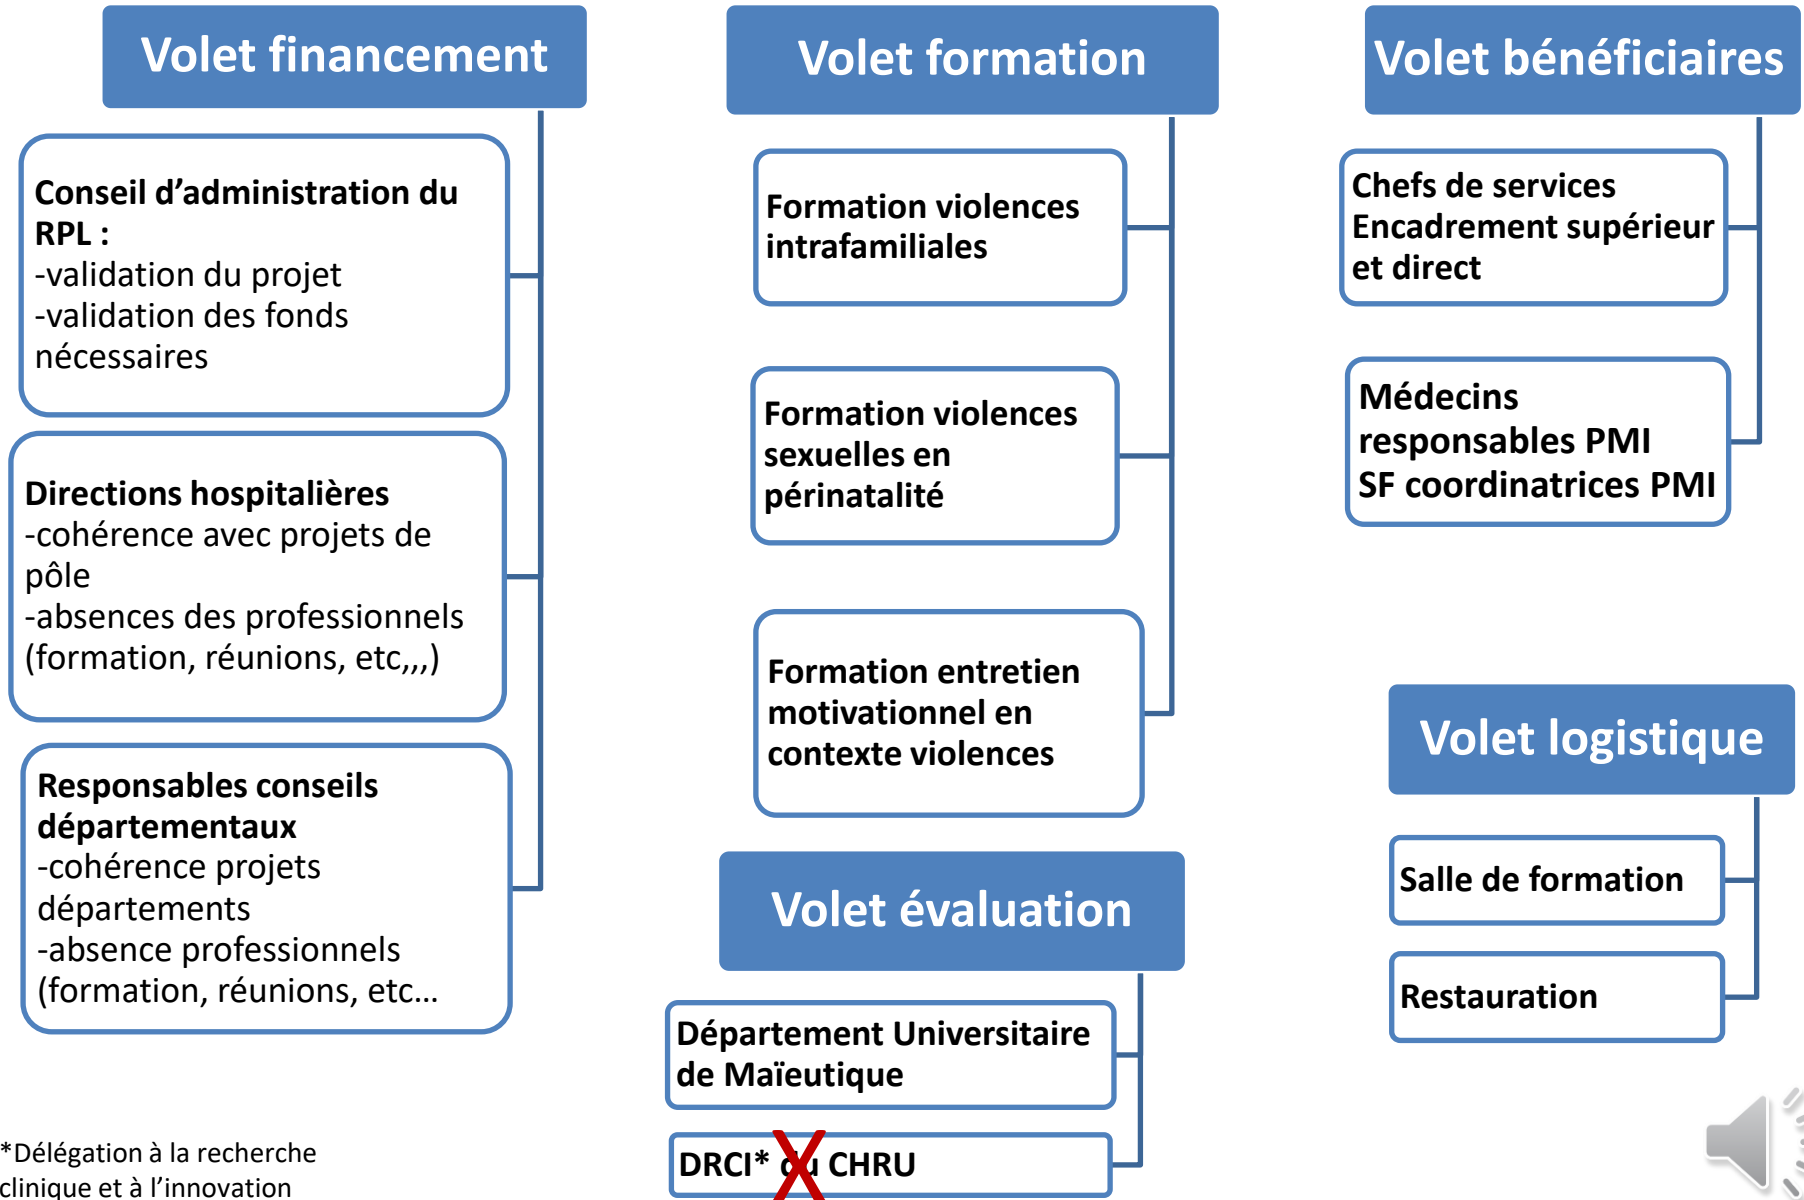 Volet financement
Conseil d’administration du
RPL :
-validation du projet
-validation des fonds
nécessaires
Directions hospitalières
-cohérence avec projets de
pôle
-absences des professionnels
(formation, réunions, etc,,,)
Responsables conseils
départementaux
-cohérence projets
départements
-absence professionnels
(formation, réunions, etc…
*Délégation à la recherche
clinique et à l’innovation
Volet formation
Formation violences
intrafamiliales
Formation violences
sexuelles en
périnatalité
Formation entretien
motivationnel en
contexte violences
Volet évaluation
Département Universitaire
de Maïeutique
DRCI* du CHRU
X
Volet bénéficiaires
Chefs de services
Encadrement supérieur
et direct
Médecins
responsables PMI
SF coordinatrices PMI
Volet logistique
Salle de formation
Restauration